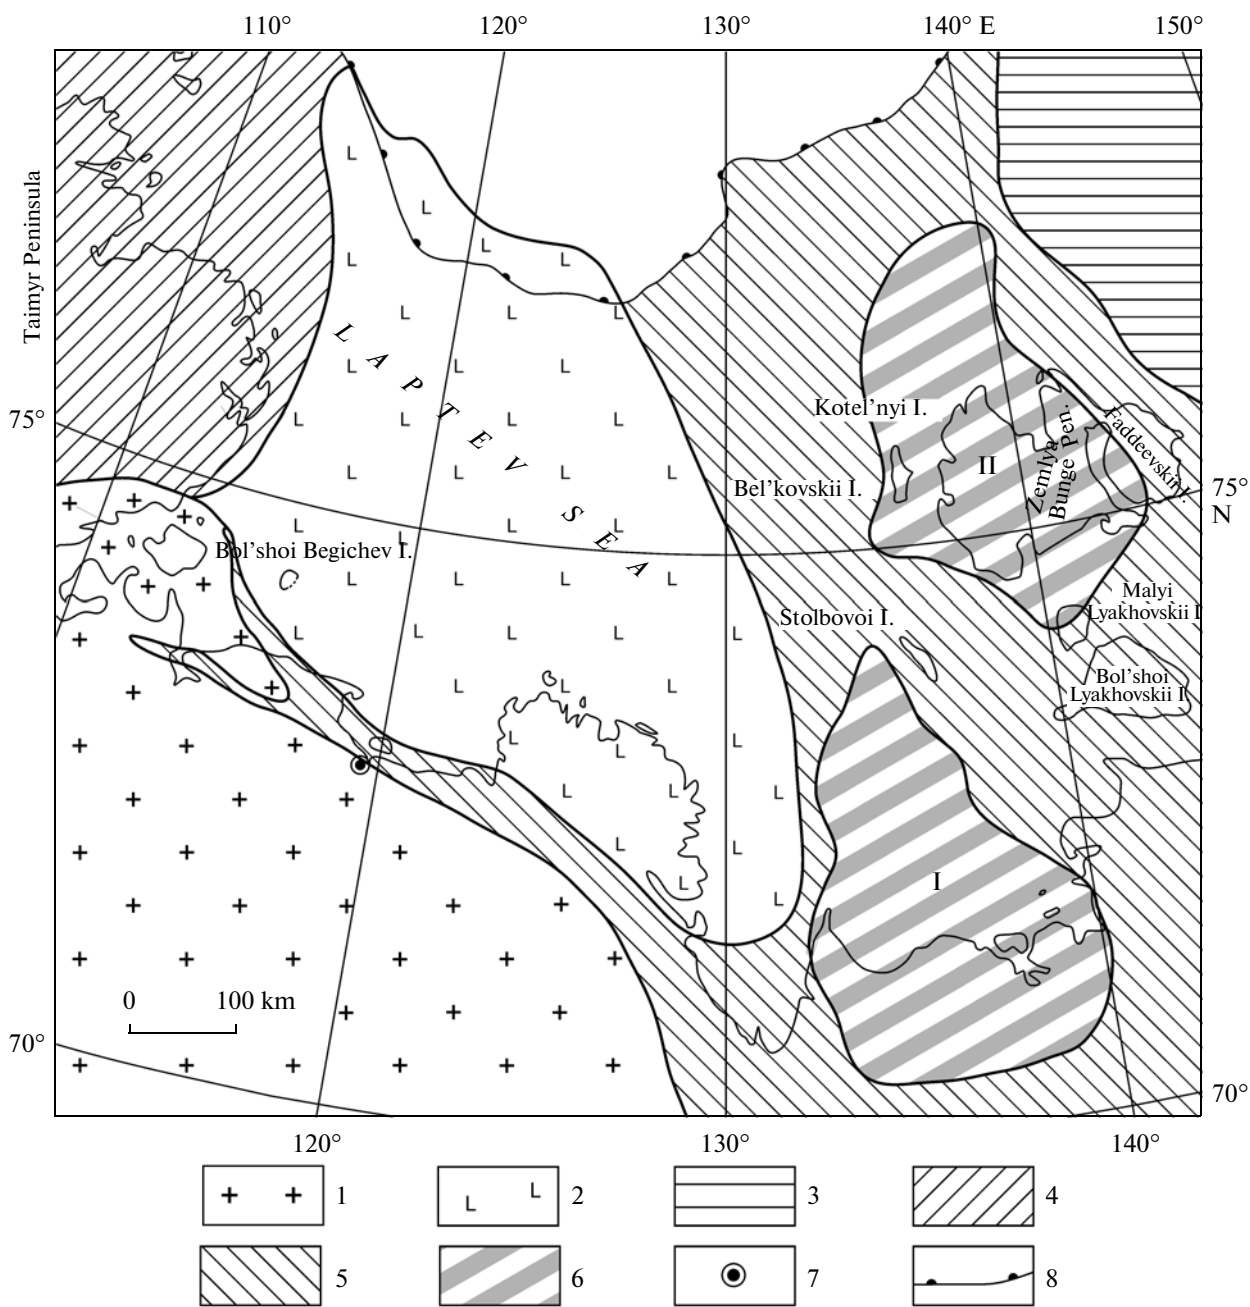 110°
120°
130°
140° E
150°
Taimyr Peninsula
LAPTEV SEA
75°
Kotel'nyi I.
Faddeevskii I.
II
Zemlya
Bunge Pen.
Bel'kovskii I.
75°
N
Bol'shoi Begichev I.
Malyi
Lyakhovskii I
Stolbovoi I.
Bol'shoi
Lyakhovskii I
I
0
100 km
70°
70°
120°
130°
140°
1
2
3
4
5
6
7
8